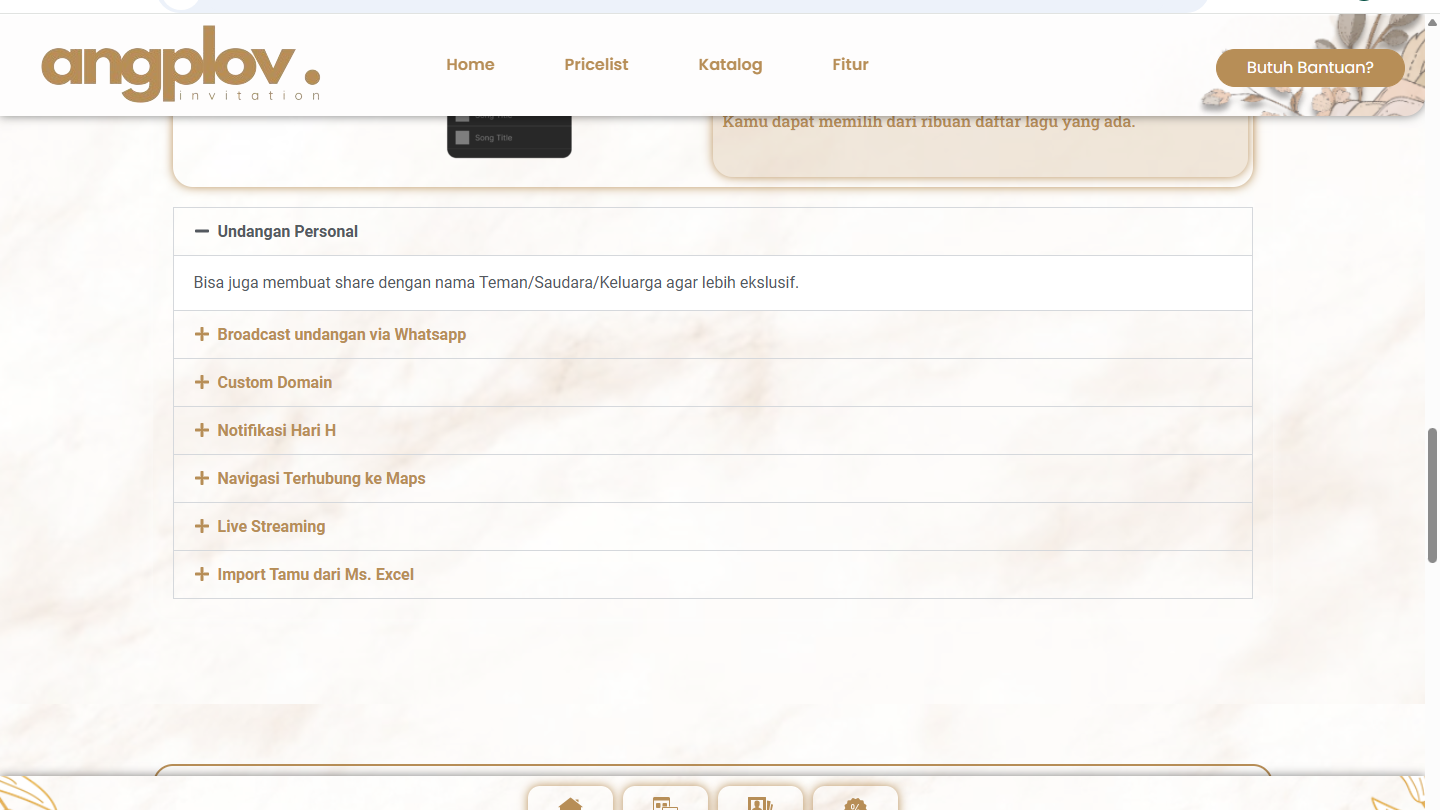 angplov.
invitation
Home
Pricelist
Katalog
Fitur
Butuh Bantuan?
Song Title
Kamu dapat memilih dari ribuan daftar lagu yang ada.
Undangan Personal
Bisa juga membuat share dengan nama Teman/Saudara/Keluarga agar lebih ekslusif.
Broadcast undangan via Whatsapp
Custom Domain
Notifikasi Hari H
Navigasi Terhubung ke Maps
Live Streaming
Import Tamu dari Ms. Excel